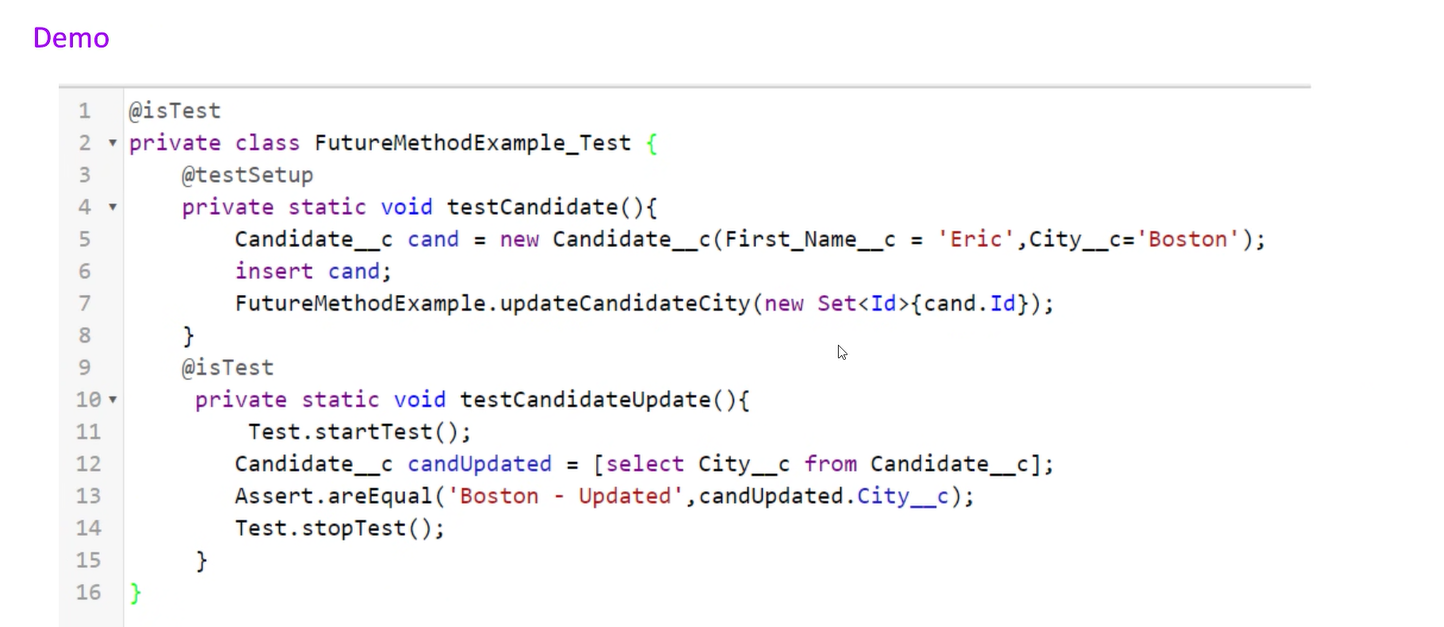 Demo
1 @isTest
2 private class FutureMethodExample_Test {
3 @testSetup
4 private static void testCandidate(){
5 Candidate__c cand = new Candidate__c(First_Name__c = 'Eric',City__c='Boston');
6 insert cand;
7 FutureMethodExample.updateCandidateCity(new Set<Id>{cand.Id});
8 }
9 @isTest
10 private static void testCandidateUpdate(){
11 Test.startTest();
12 Candidate__c candUpdated = [select City__c from Candidate__c];
13 Assert.areEqual('Boston - Updated',candUpdated.City__c);
14 Test.stopTest();
15 }
16 }